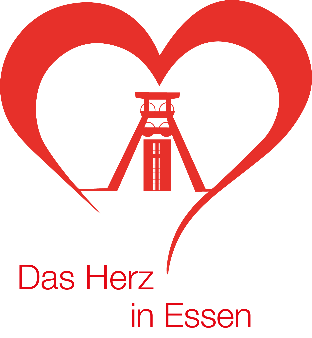 Das Herz
in Essen